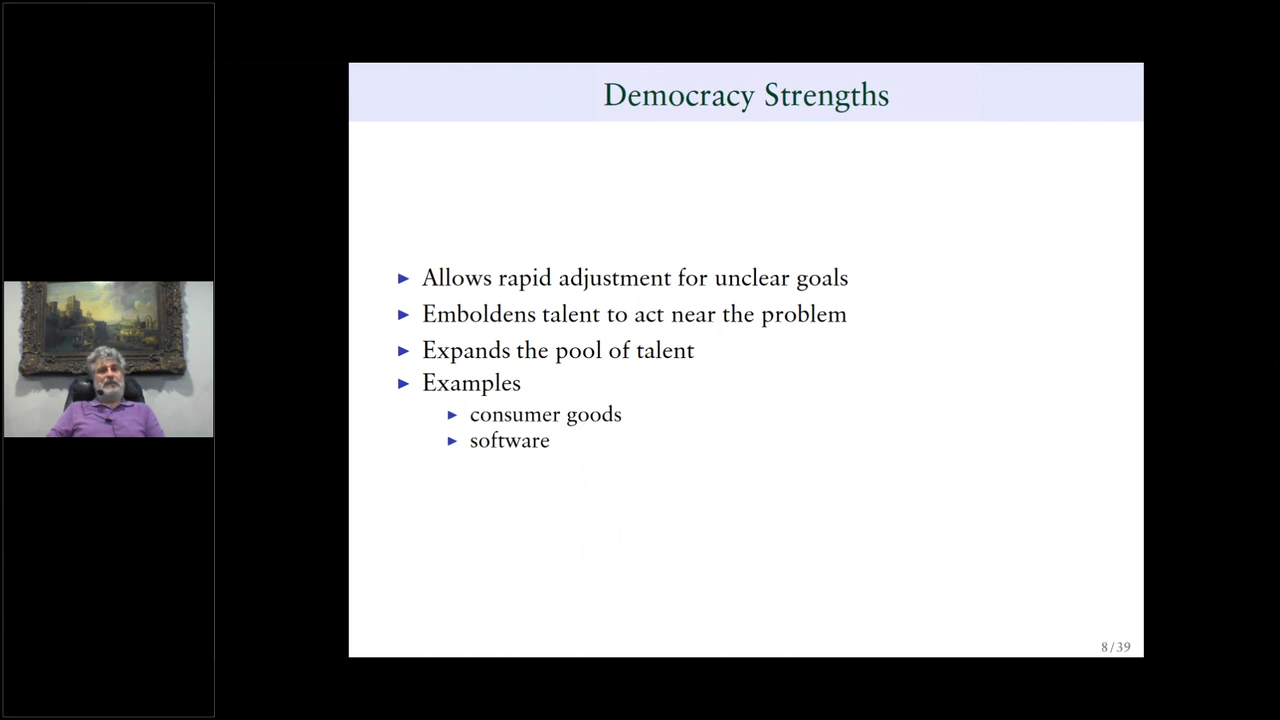 Democracy Strengths
Allows rapid adjustment for unclear goals
Emboldens talent to act near the problem
Expands the pool of talent
Examples
consumer goods
software
8/39